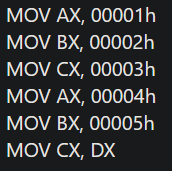 MOV AX, 00001h
MOV BX, 00002h
MOV CX, 00003h
MOV AX, 00004h
MOV BX, 00005h
MOV CX, DX